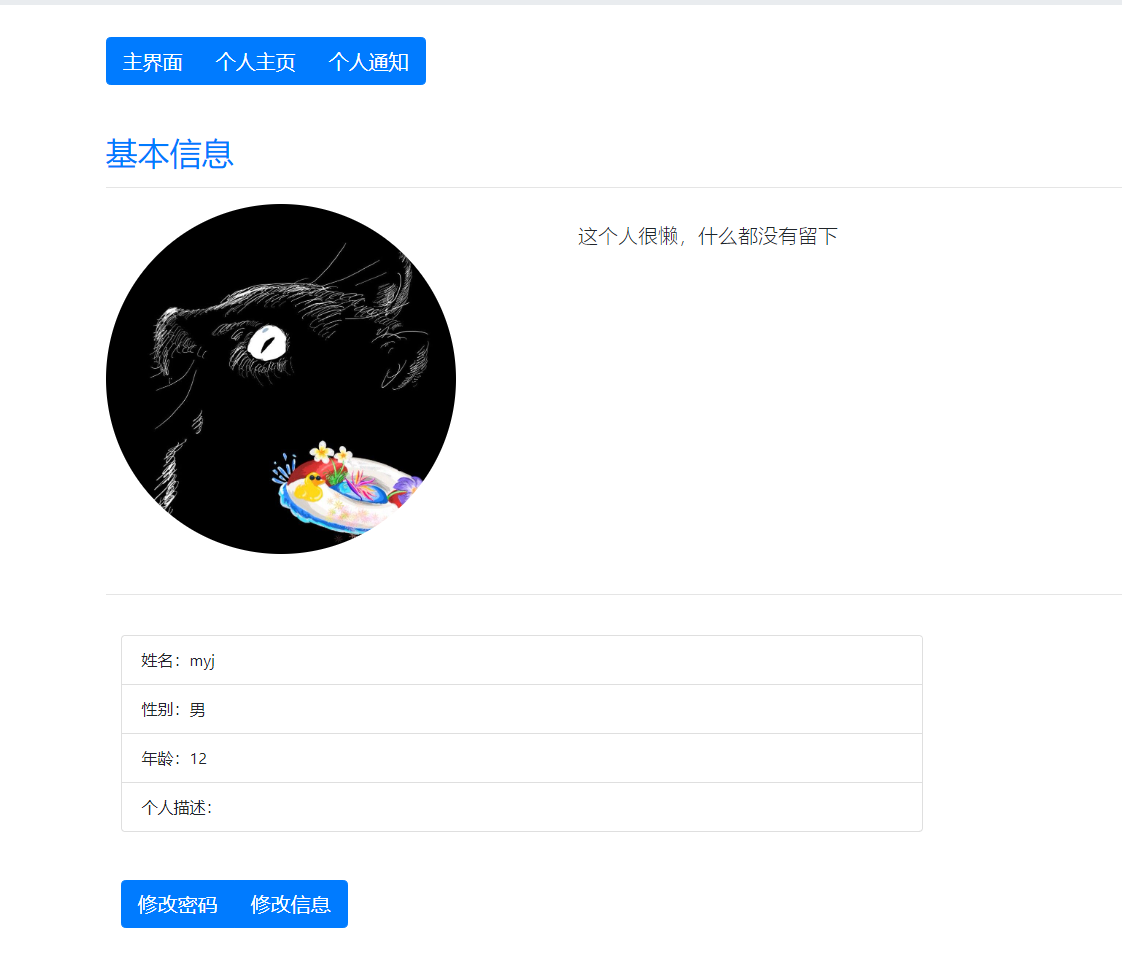 主界面 个人主页 个人通知
基本信息
这个人很懒，什么都没有留下
姓名：myj
性别：男
年龄：12
个人描述：
修改密码 修改信息